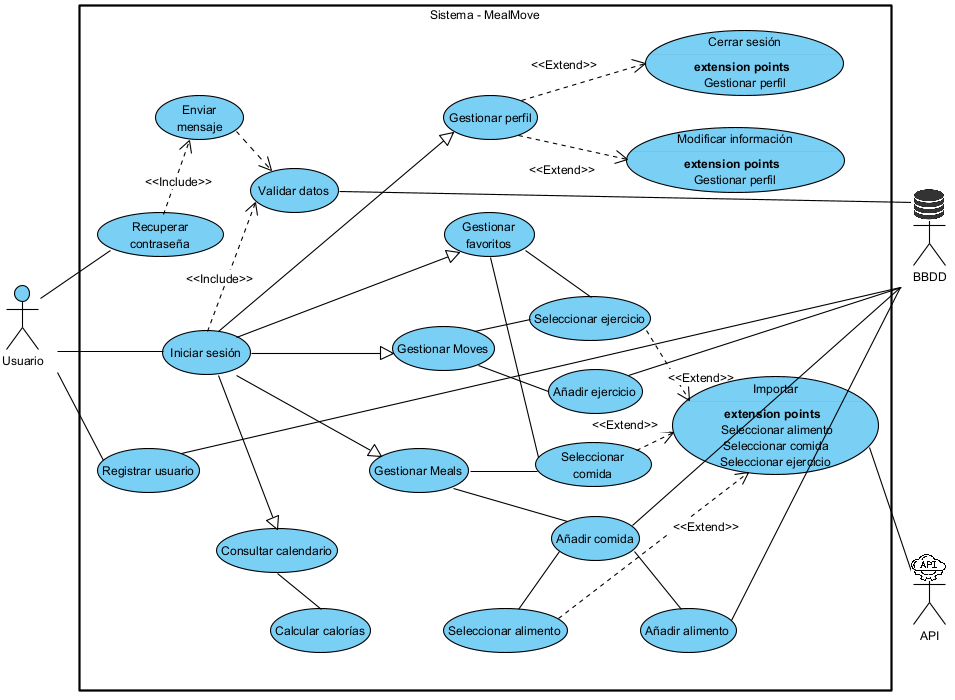 Sistema - MealMove
Cerrar sesión
extension points
Gestionar perfil
<<Extend>>
Enviar
mensaje
Gestionar perfil
Modificar información
extension points
Gestionar perfil
<<Extend>>
<<Include>>
Validar datos
Recuperar
contraseña
Gestionar
favoritos
BBDD
<<Include>>
Usuario
Iniciar sesión
Gestionar Moves
Seleccionar ejercicio
<<Extend>>
Añadir ejercicio
Importar
extension points
Seleccionar alimento
Seleccionar comida
Seleccionar ejercicio
<<Extend>>
Registrar usuario
Gestionar Meals
Seleccionar
comida
<<Extend>>
Consultar calendario
Añadir comida
API
API
Calcular calorías
Seleccionar alimento
Añadir alimento